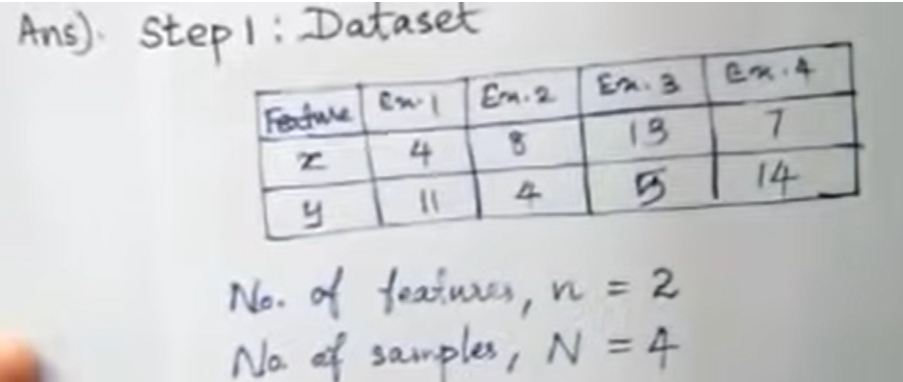 Ans). Step 1 : Dataset
Feature Ex.1 Ex.2 Ex.3 Ex.4
x 4 8 13 7
y 11 4 5 14
No. of features, n = 2
No. of samples, N = 4